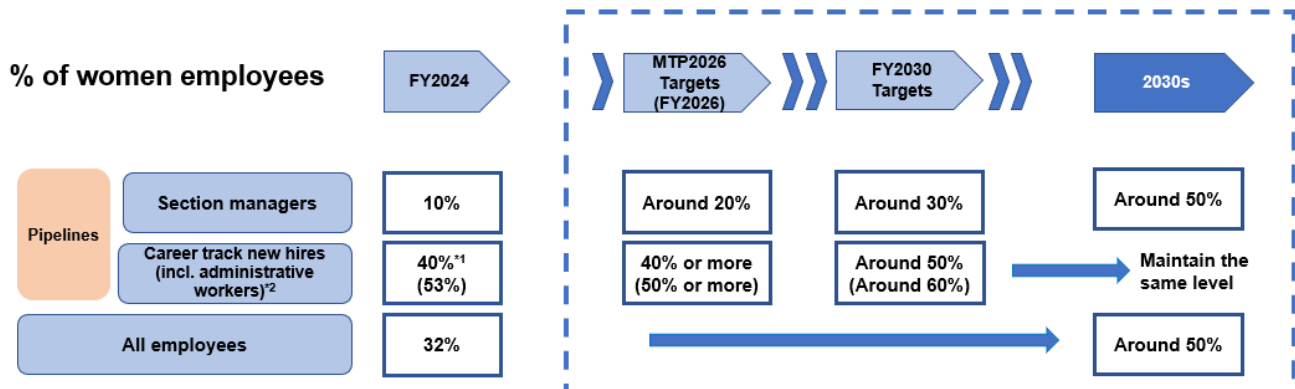 % of women employees
FY2024
MTP2026
Targets
(FY2026)
FY2030
Targets
2030s
Pipelines
Section managers
10%
Around 20%
Around 30%
Around 50%
Career track new hires
(incl. administrative
workers)*2
40%*1
(53%)
40% or more
(50% or more)
Around 50%
(Around 60%)
Maintain the
same level
All employees
32%
Around 50%